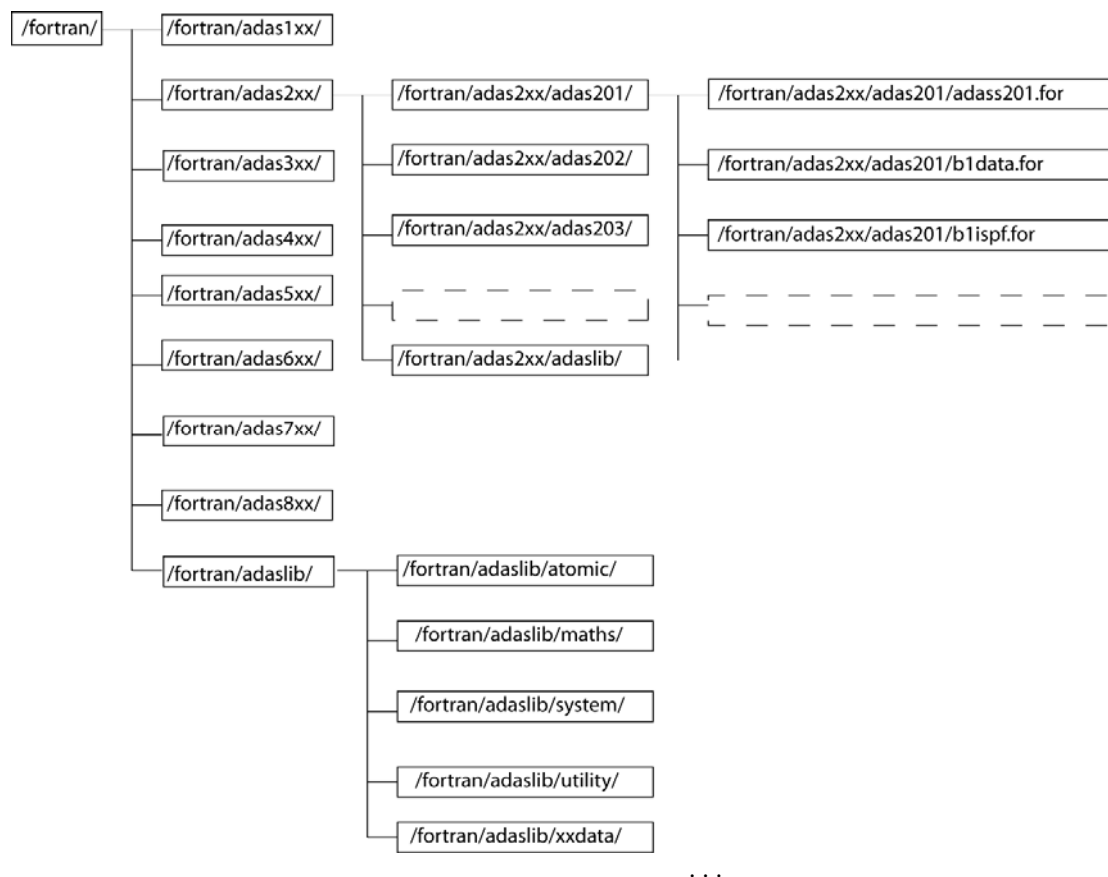 /fortran/
/fortran/adas1xx/
/fortran/adas2xx/
/fortran/adas2xx/adas201/
/fortran/adas2xx/adas201/adass201.for
/fortran/adas3xx/
/fortran/adas2xx/adas202/
/fortran/adas2xx/adas201/b1data.for
/fortran/adas4xx/
/fortran/adas2xx/adas203/
/fortran/adas2xx/adas201/b1ispf.for
/fortran/adas5xx/
/fortran/adas6xx/
/fortran/adas2xx/adaslib/
/fortran/adas7xx/
/fortran/adas8xx/
/fortran/adaslib/
/fortran/adaslib/atomic/
/fortran/adaslib/maths/
/fortran/adaslib/system/
/fortran/adaslib/utility/
/fortran/adaslib/xxdata/
...